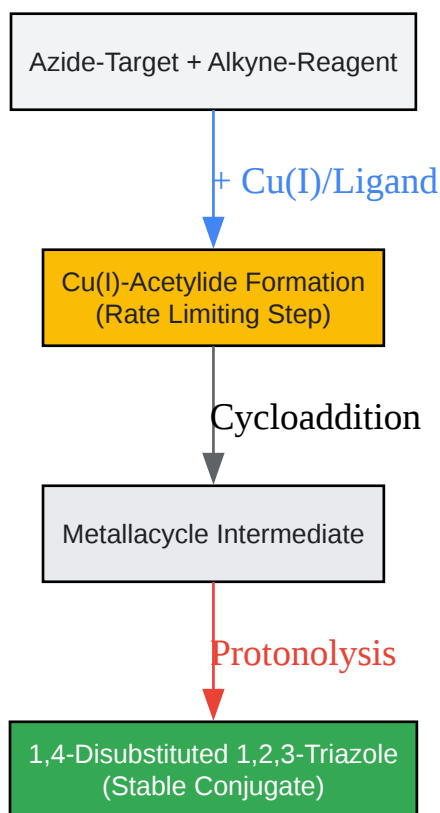 Azide-Target + Alkyne-Reagent
+ Cu(I)/Ligand
Cu(I)-Acetylide Formation
(Rate Limiting Step)
Cycloaddition
Metallacycle Intermediate
Protonolysis
1,4-Disubstituted 1,2,3-Triazole
(Stable Conjugate)